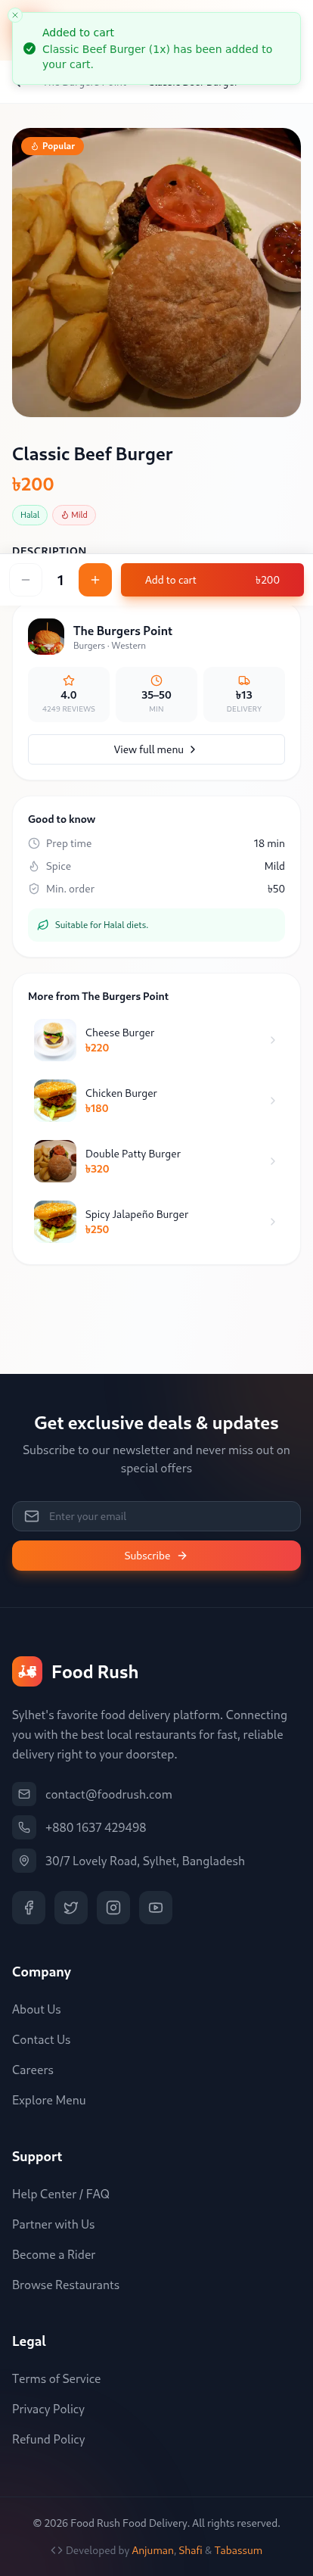 Added to cart
Classic Beef Burger (1x) has been added to
your cart.
Popular
Classic Beef Burger
৳200
Halal
Mild
DESCRIPTION
1
Add to cart
৳200
The Burgers Point
Burgers · Western
4.0
4249 REVIEWS
35–50
MIN
৳13
DELIVERY
View full menu
Good to know
Prep time
18 min
Spice
Mild
Min. order
৳50
Suitable for Halal diets.
More from The Burgers Point
Cheese Burger
৳220
Chicken Burger
৳180
Double Patty Burger
৳320
Spicy Jalapeño Burger
৳250
Get exclusive deals & updates
Subscribe to our newsletter and never miss out on
special offers
Enter your email
Subscribe
Food Rush
Sylhet's favorite food delivery platform. Connecting
you with the best local restaurants for fast, reliable
delivery right to your doorstep.
contact@foodrush.com
+880 1637 429498
30/7 Lovely Road, Sylhet, Bangladesh
Company
About Us
Contact Us
Careers
Explore Menu
Support
Help Center / FAQ
Partner with Us
Become a Rider
Browse Restaurants
Legal
Terms of Service
Privacy Policy
Refund Policy
© 2026 Food Rush Food Delivery. All rights reserved.
Developed by Anjuman, Shafi & Tabassum